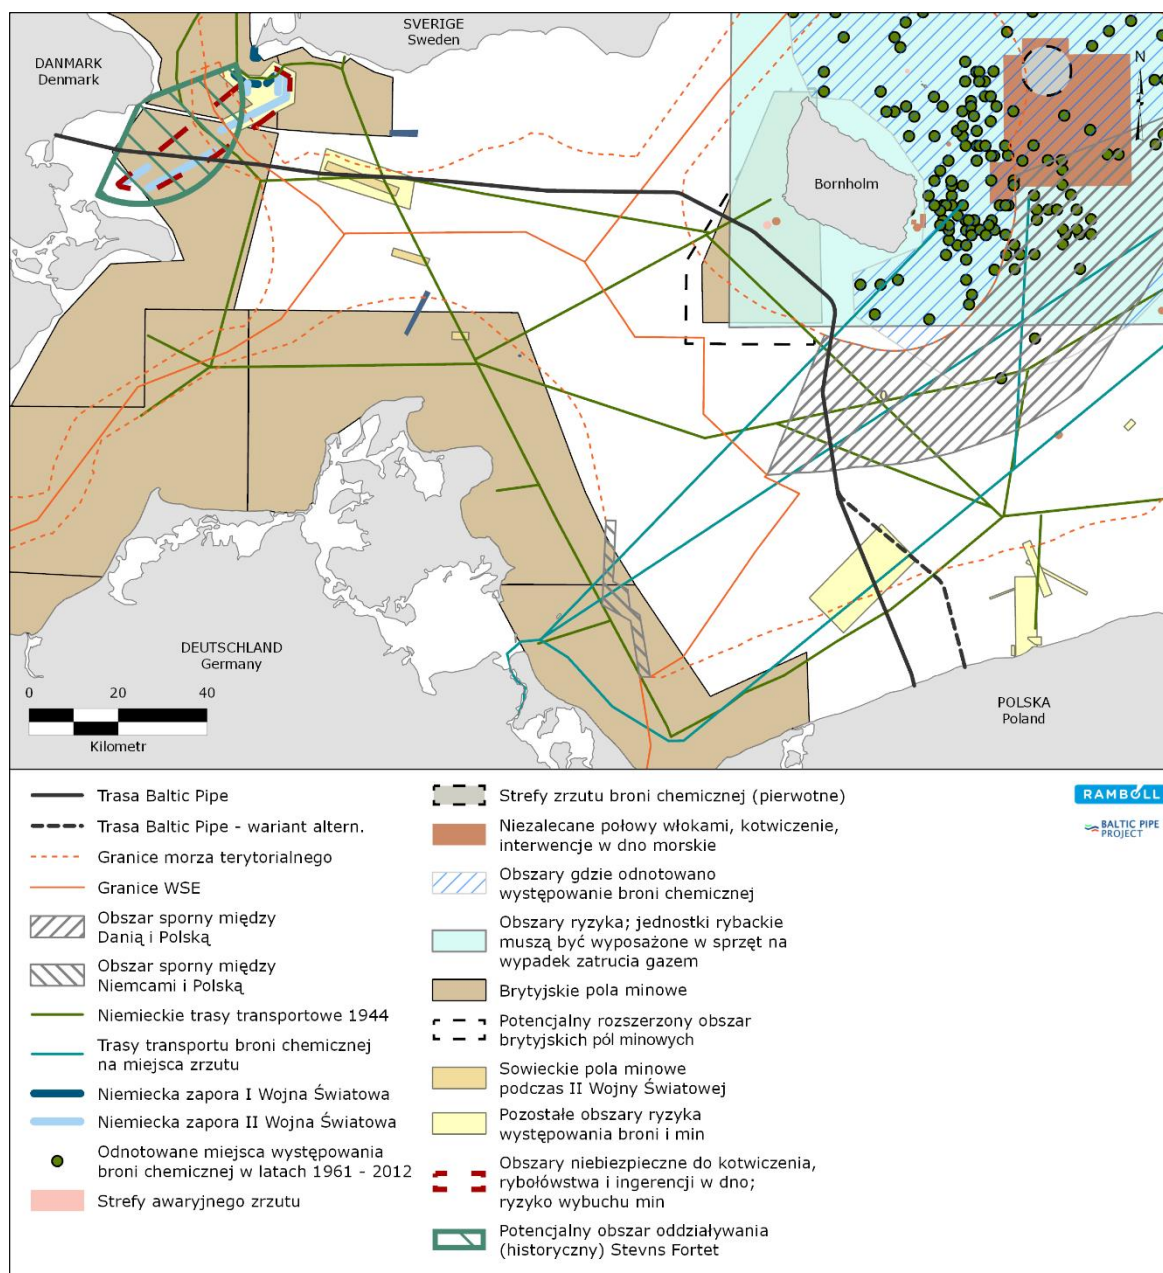 SVERIGE
Sweden
DANMARK
Denmark
N
Bornholm
DEUTSCHLAND
Germany
0 20 40
Kilometr
POLSKA
Poland
Trasa Baltic Pipe
Trasa Baltic Pipe - wariant altern.
Granice morza terytorialnego
Granice WSE
Obszar sporny między
Danią i Polską
Obszar sporny między
Niemcami i Polską
Niemieckie trasy transportowe 1944
Trasy transportu broni chemicznej
na miejsca zrzutu
Niemiecka zapora I Wojna Światowa
Niemiecka zapora II Wojna Światowa
Odnotowane miejsca występowania
broni chemicznej w latach 1961 - 2012
Strefy awaryjnego zrzutu
Strefy zrzutu broni chemicznej (pierwotne)
Niezalecane połowy włokami, kotwiczenie,
interwencje w dno morskie
Obszary gdzie odnotowano
występowanie broni chemicznej
Obszary ryzyka; jednostki rybackie
muszą być wyposażone w sprzęt na
wypadek zatrucia gazem
Brytyjskie pola minowe
Potencjalny rozszerzony obszar
brytyjskich pól minowych
Sowieckie pola minowe
podczas II Wojny Światowej
Pozostałe obszary ryzyka
występowania broni i min
Obszary niebiezpieczne do kotwiczenia,
rybołówstwa i ingerencji w dno;
ryzyko wybuchu min
Potencjalny obszar oddziaływania
(historyczny) Stevns Fortet
RAMBOLL
BALTIC PIPE
PROJECT